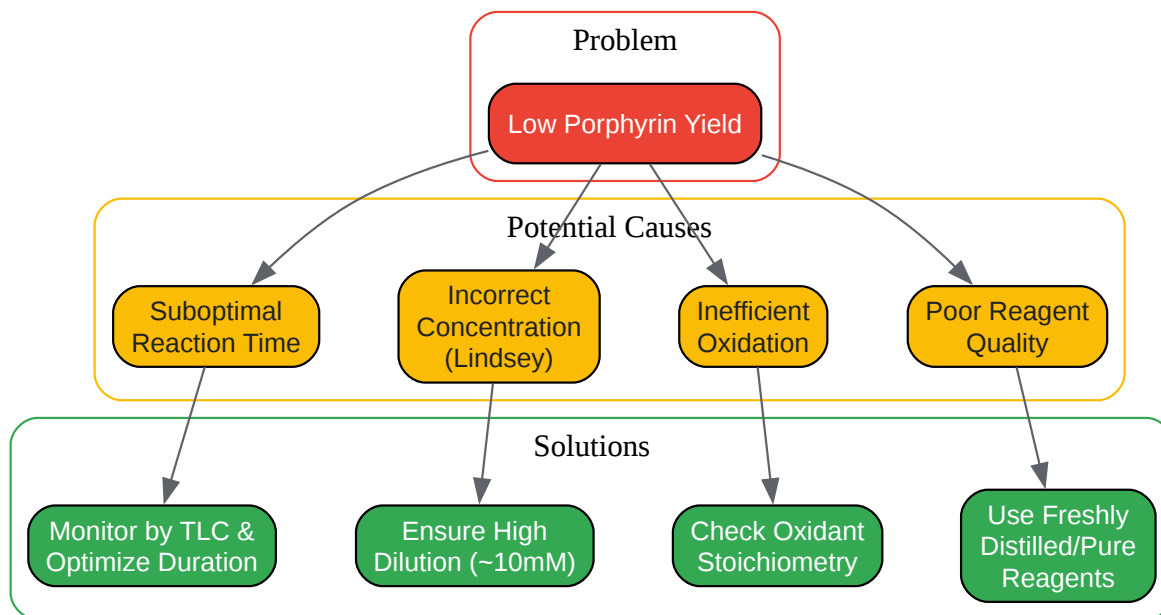 Problem
Low Porphyrin Yield
Potential Causes
Suboptimal
Reaction Time
Incorrect
Concentration
(Lindsey)
Inefficient
Oxidation
Poor Reagent
Quality
Solutions
Monitor by TLC &
Optimize Duration
Ensure High
Dilution (~10mM)
Check Oxidant
Stoichiometry
Use Freshly
Distilled/Pure
Reagents